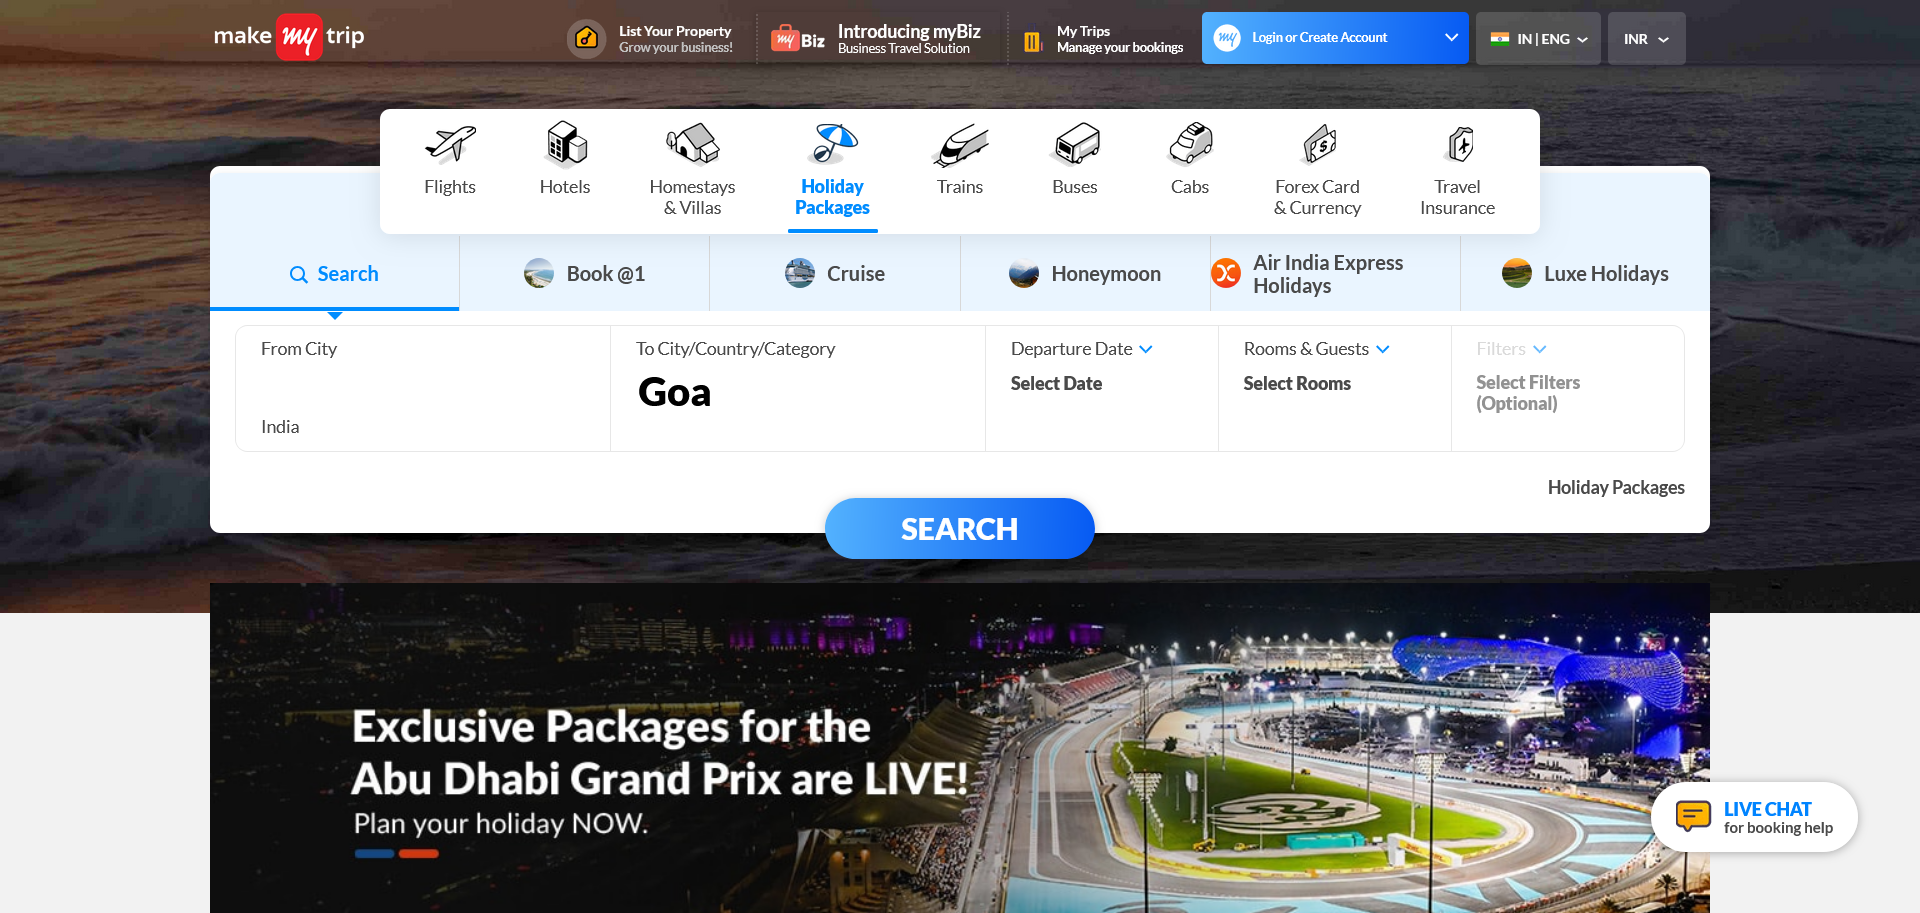 make my trip
List Your Property
Grow your business!
my Biz
Introducing myBiz
Business Travel Solution
My Trips
Manage your bookings
my
Login or Create Account
IN | ENG
INR
Flights
Hotels
Homestays
& Villas
Holiday
Packages
Trains
Buses
Cabs
Forex Card
& Currency
Travel
Insurance
Search
Book @1
Cruise
Honeymoon
Air India Express
Holidays
Luxe Holidays
From City
India
To City/Country/Category
Goa
Departure Date
Select Date
Rooms & Guests
Select Rooms
Filters
Select Filters
(Optional)
Holiday Packages
SEARCH
Exclusive Packages for the
Abu Dhabi Grand Prix are LIVE!
Plan your holiday NOW.
LIVE CHAT
for booking help